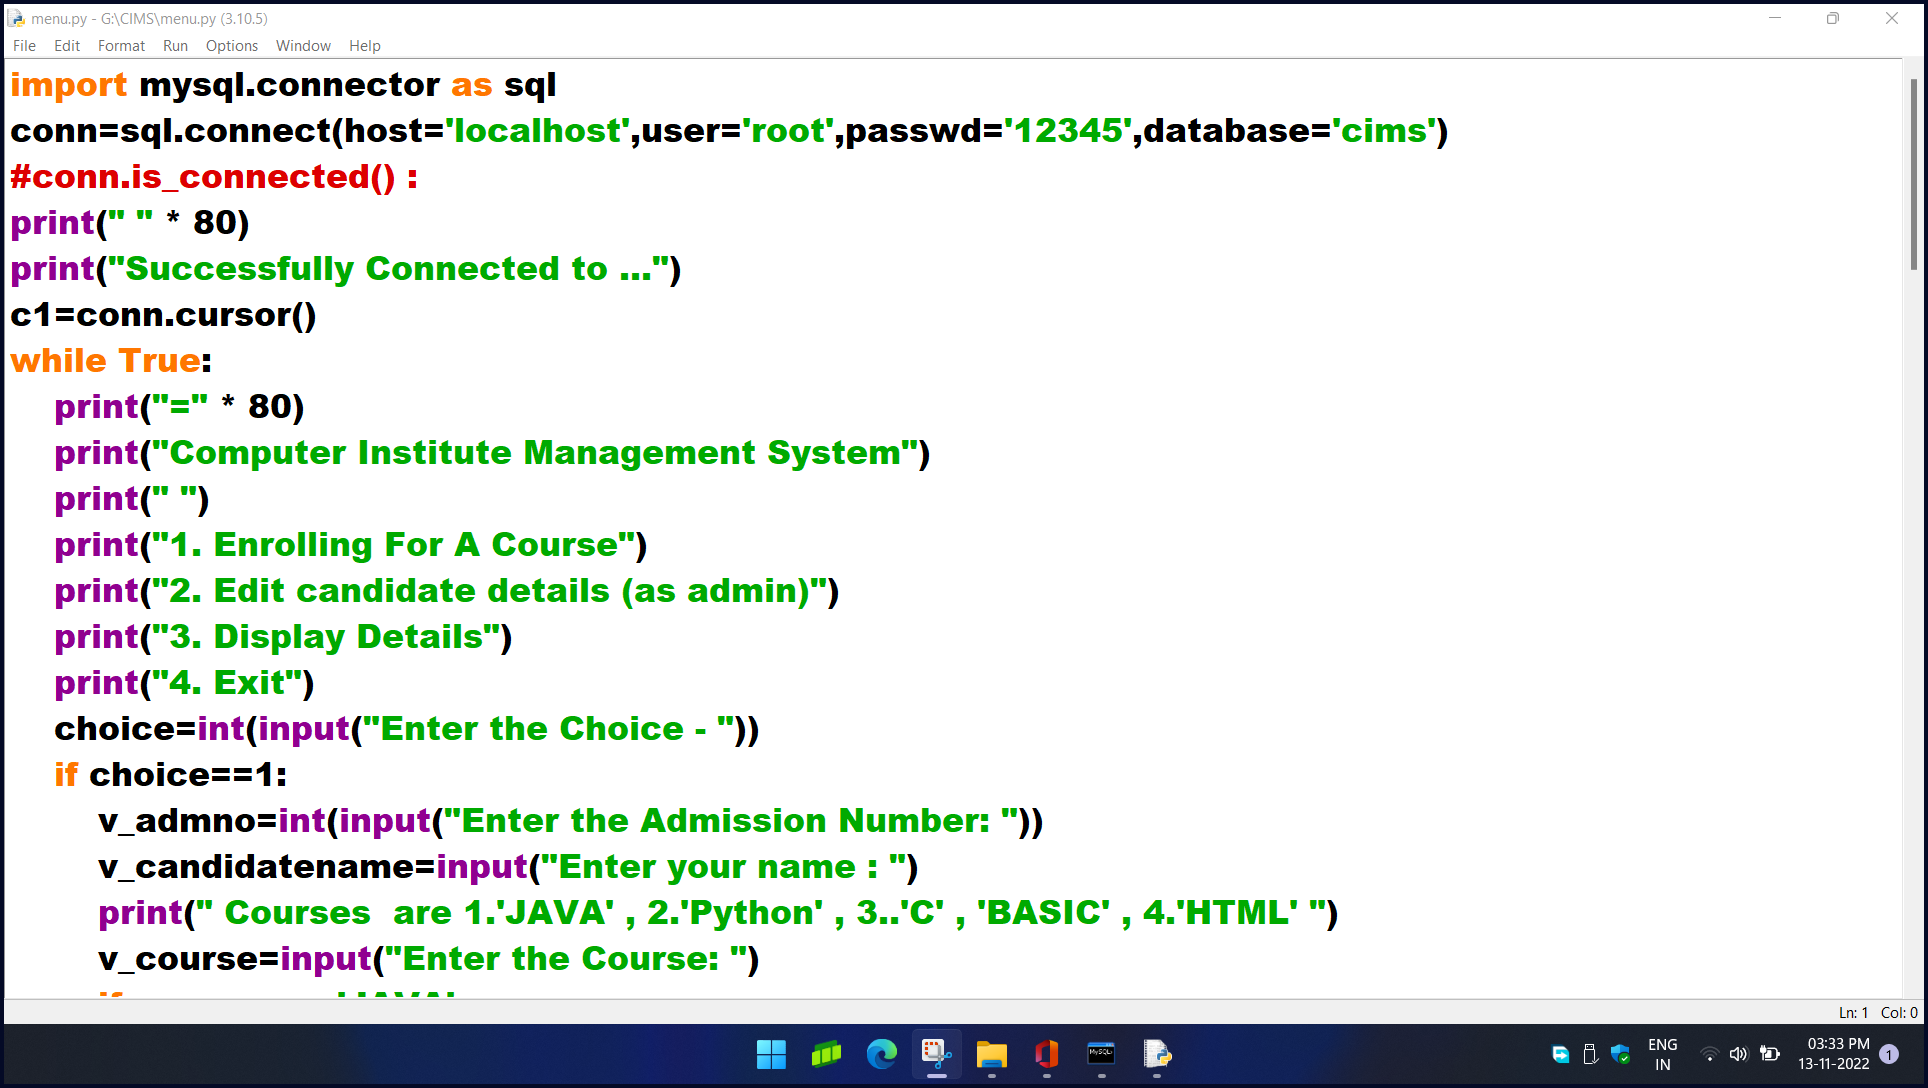 menu.py - G:\CIMS\menu.py (3.10.5)
File Edit Format Run Options Window Help
import mysql.connector as sql
conn=sql.connect(host='localhost',user='root',passwd='12345',database='cims')
#conn.is_connected() :
print(" " * 80)
print("Successfully Connected to ...")
c1=conn.cursor()
while True:
    print("=" * 80)
    print("Computer Institute Management System")
    print(" ")
    print("1. Enrolling For A Course")
    print("2. Edit candidate details (as admin)")
    print("3. Display Details")
    print("4. Exit")
    choice=int(input("Enter the Choice - "))
    if choice==1:
        v_admno=int(input("Enter the Admission Number: "))
        v_candidatename=input("Enter your name : ")
        print(" Courses  are 1.'JAVA' , 2.'Python' , 3..'C' , 'BASIC' , 4.'HTML' ")
        v_course=input("Enter the Course: ")
Ln: 1 Col: 0
MySQL
ENG
IN
03:33 PM
13-11-2022
1